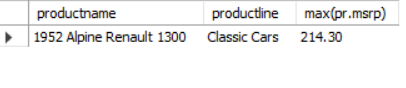 productname productline max(pr.msrp)
1952 Alpine Renault 1300 Classic Cars 214.30